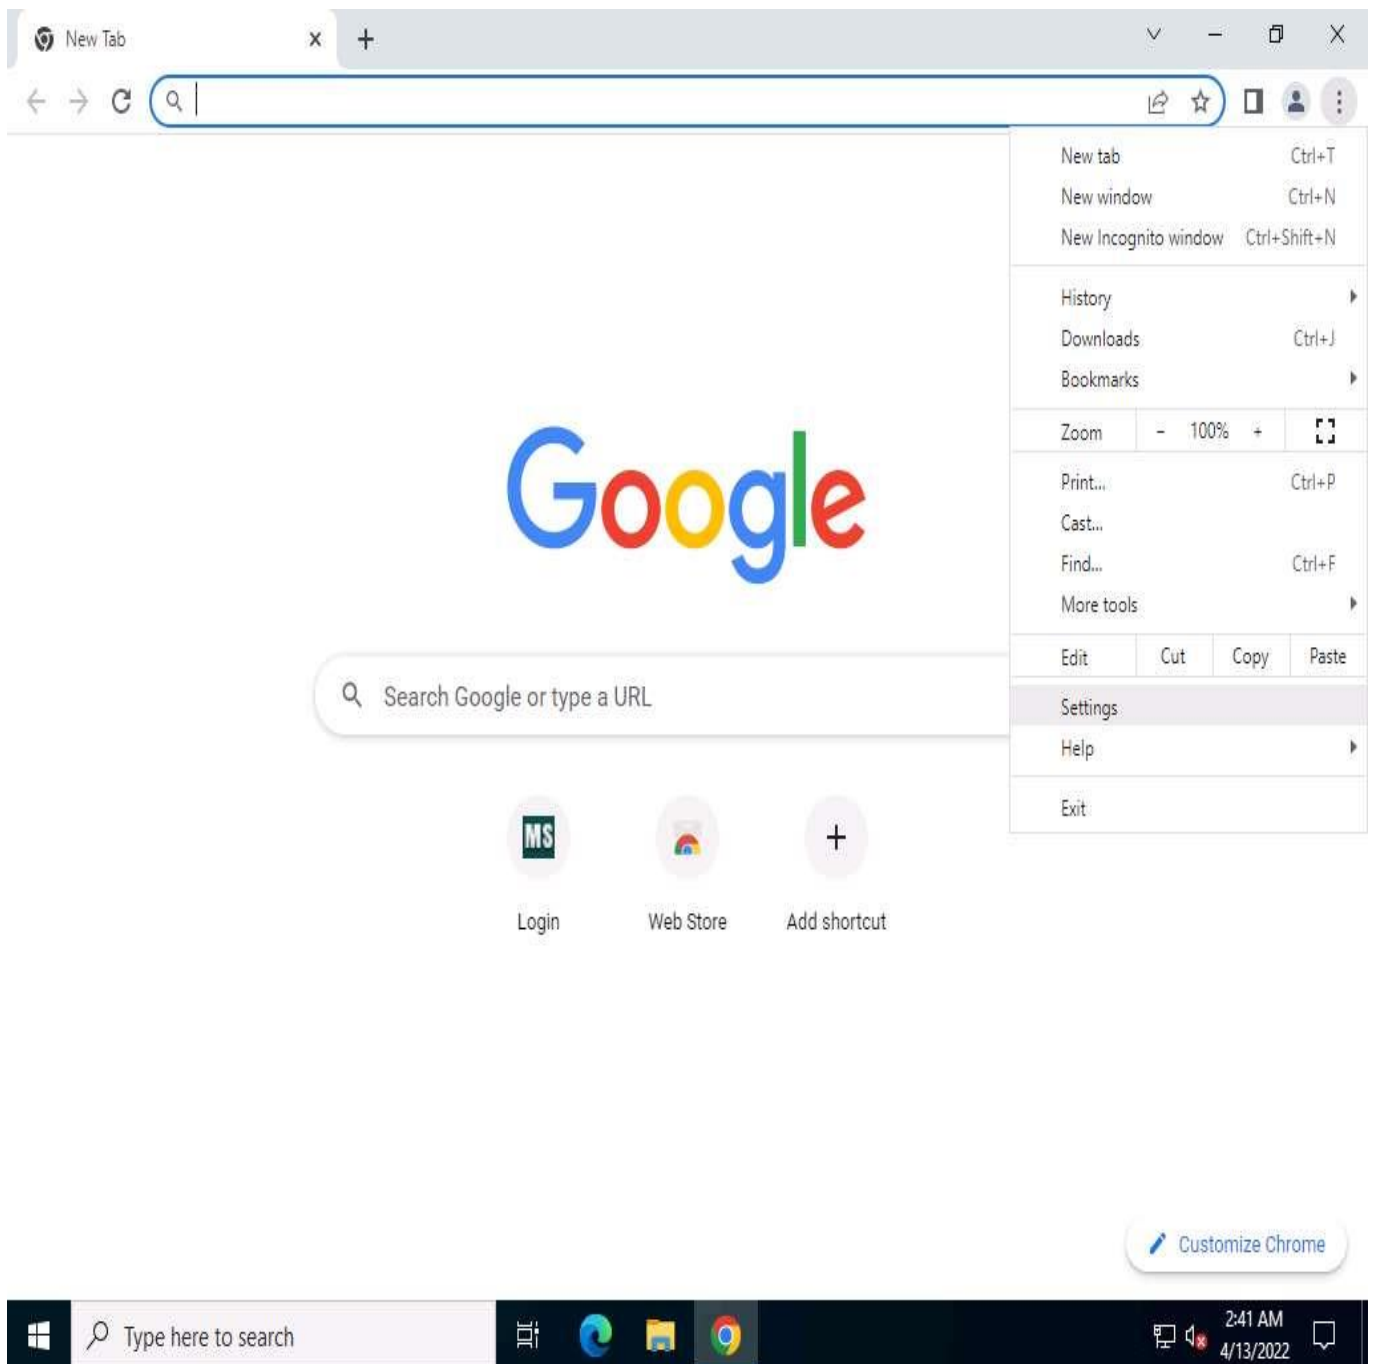 New Tab
New tab Ctrl+T
New window Ctrl+N
New Incognito window Ctrl+Shift+N
History
Downloads Ctrl+J
Bookmarks
Zoom - 100% +
Print... Ctrl+P
Cast...
Find... Ctrl+F
More tools
Edit Cut Copy Paste
Settings
Help
Exit
Google
Search Google or type a URL
MS
Login Web Store Add shortcut
Customize Chrome
Type here to search
2:41 AM
4/13/2022